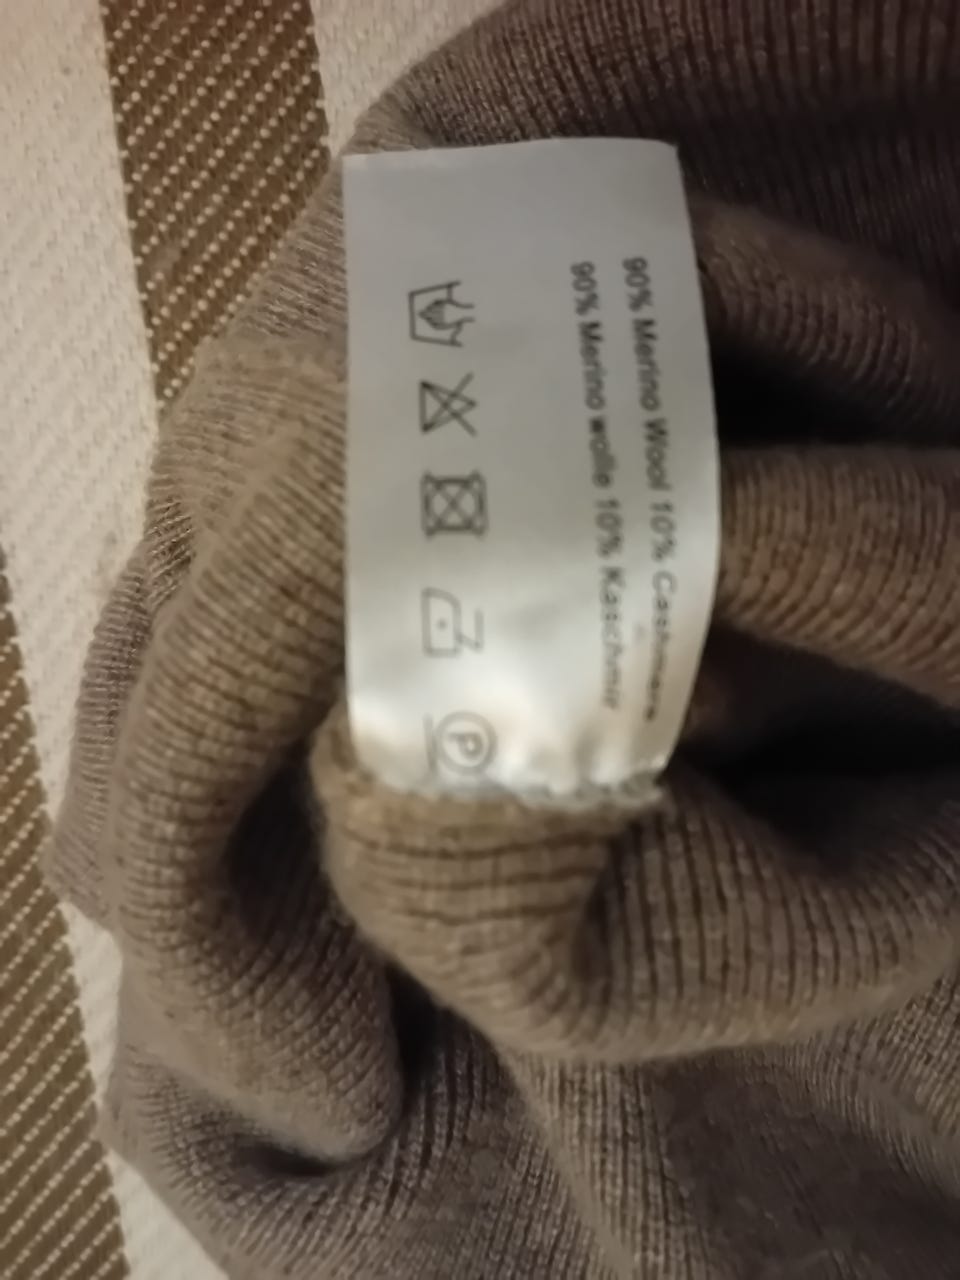 90% Merino Wool 10% Cashmere
90% Merino wolle 10% Kaschmir
P